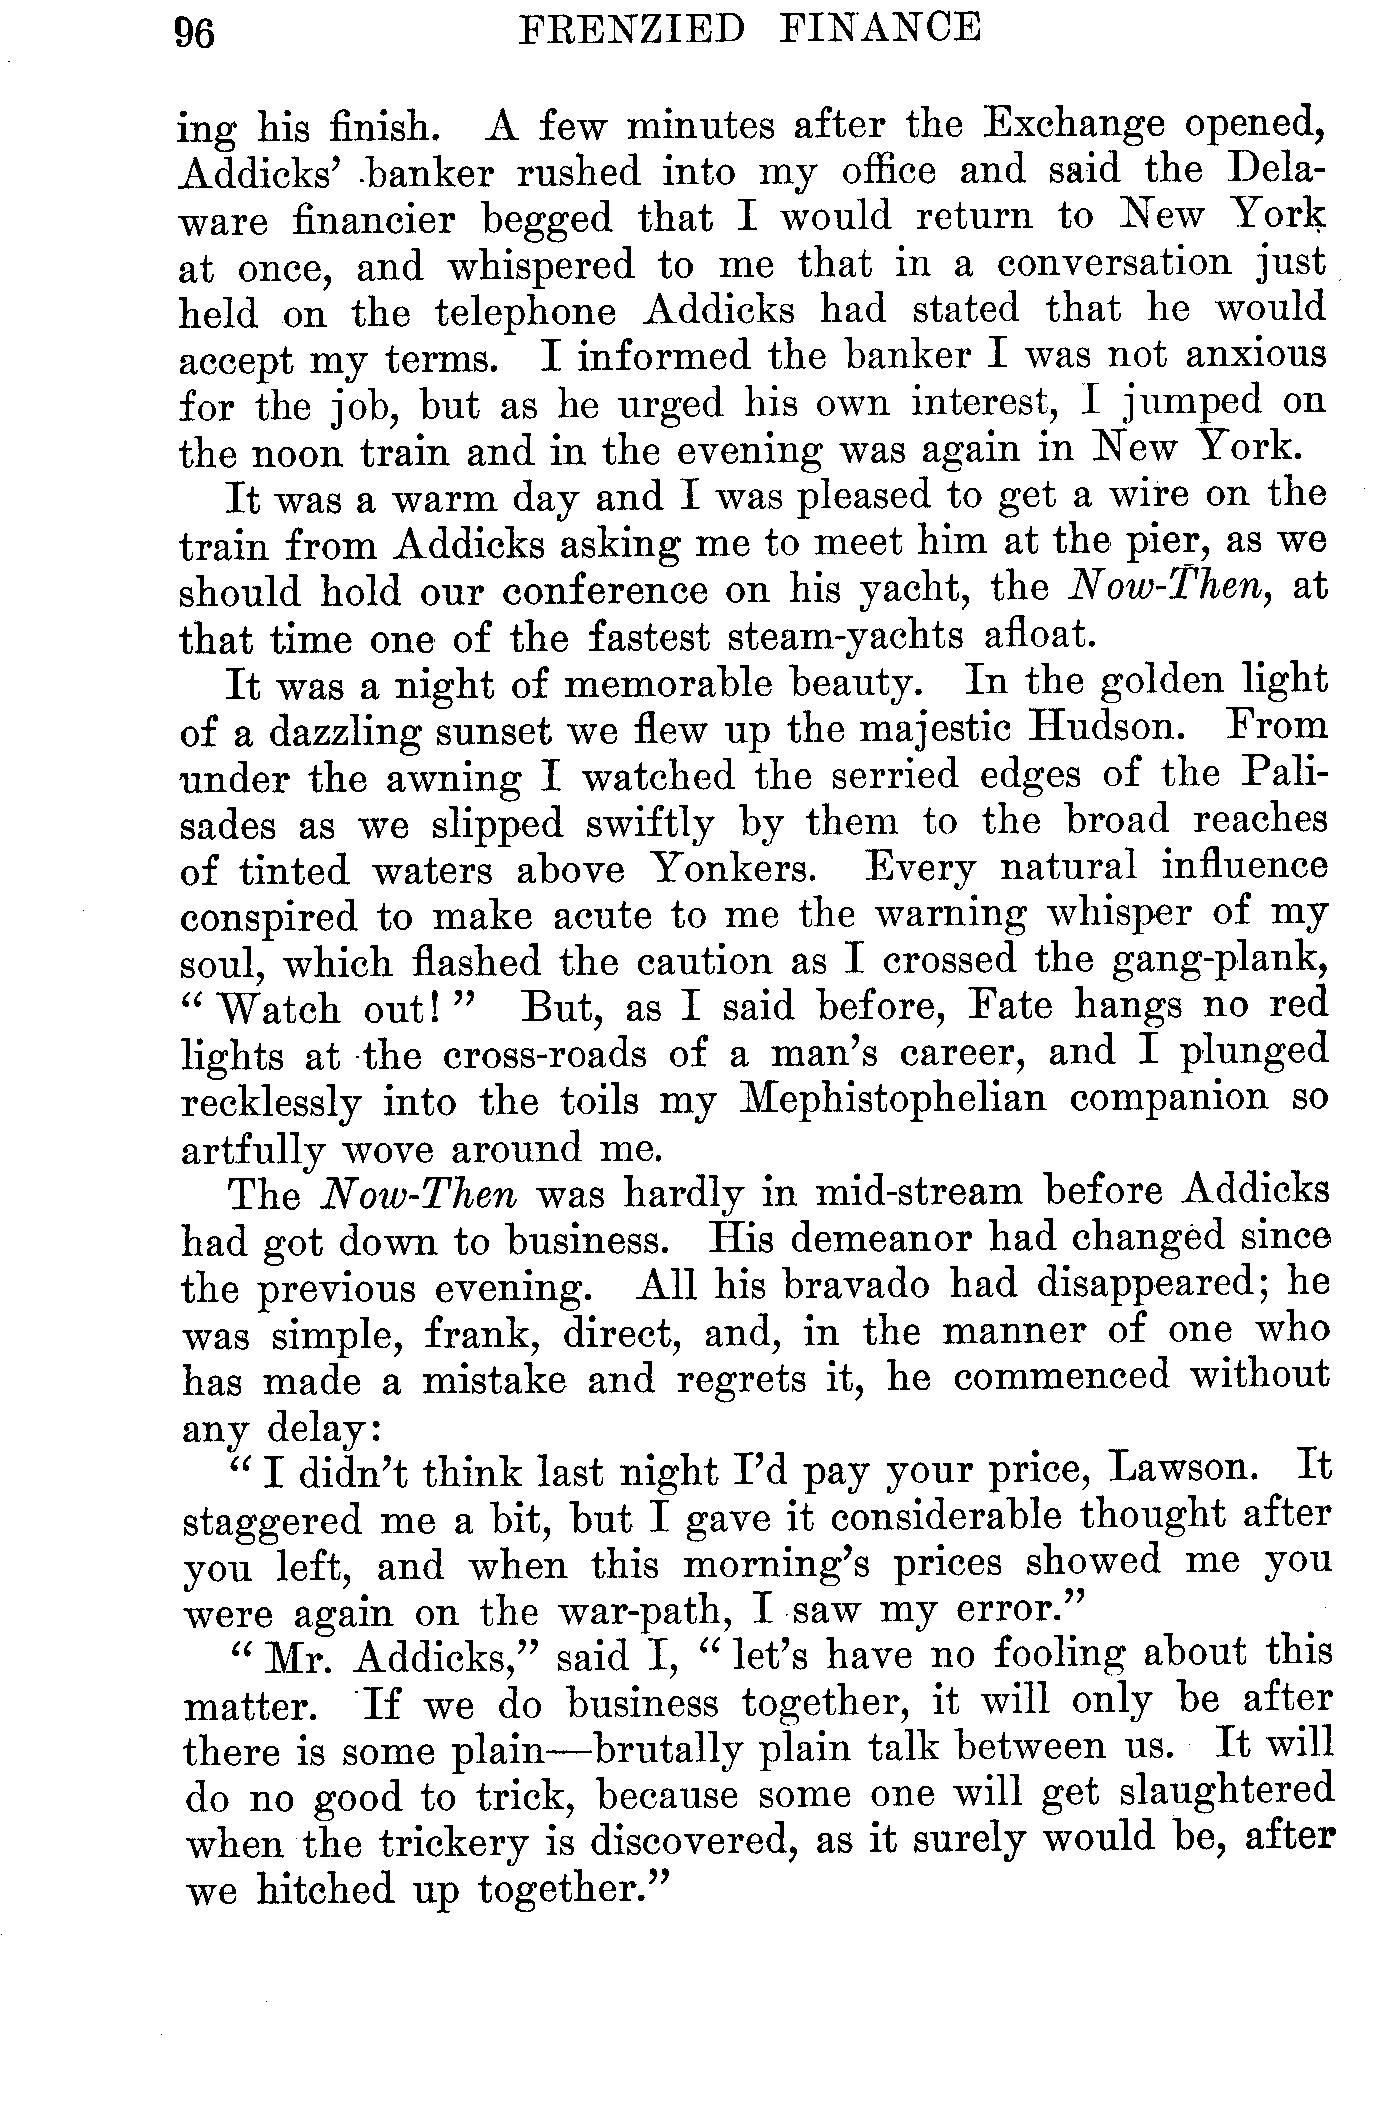 96 FRENZIED FINANCE
ing his finish. A few minutes after the Exchange opened,
Addicks' banker rushed into my office and said the Dela-
ware financier begged that I would return to New York
at once, and whispered to me that in a conversation just
held on the telephone Addicks had stated that he would
accept my terms. I informed the banker I was not anxious
for the job, but as he urged his own interest, I jumped on
the noon train and in the evening was again in New York.
It was a warm day and I was pleased to get a wire on the
train from Addicks asking me to meet him at the pier, as we
should hold our conference on his yacht, the Now-Then, at
that time one of the fastest steam-yachts afloat.
It was a night of memorable beauty. In the golden light
of a dazzling sunset we flew up the majestic Hudson. From
under the awning I watched the serried edges of the Pali-
sades as we slipped swiftly by them to the broad reaches
of tinted waters above Yonkers. Every natural influence
conspired to make acute to me the warning whisper of my
soul, which flashed the caution as I crossed the gang-plank,
"Watch out!" But, as I said before, Fate hangs no red
lights at the cross-roads of a man's career, and I plunged
recklessly into the toils my Mephistophelian companion so
artfully wove around me.
The Now-Then was hardly in mid-stream before Addicks
had got down to business. His demeanor had changed since
the previous evening. All his bravado had disappeared; he
was simple, frank, direct, and, in the manner of one who
has made a mistake and regrets it, he commenced without
any delay:
"I didn't think last night I'd pay your price, Lawson. It
staggered me a bit, but I gave it considerable thought after
you left, and when this morning's prices showed me you
were again on the war-path, I saw my error."
"Mr. Addicks," said I, "let's have no fooling about this
matter. If we do business together, it will only be after
there is some plain—brutally plain talk between us. It will
do no good to trick, because some one will get slaughtered
when the trickery is discovered, as it surely would be, after
we hitched up together."